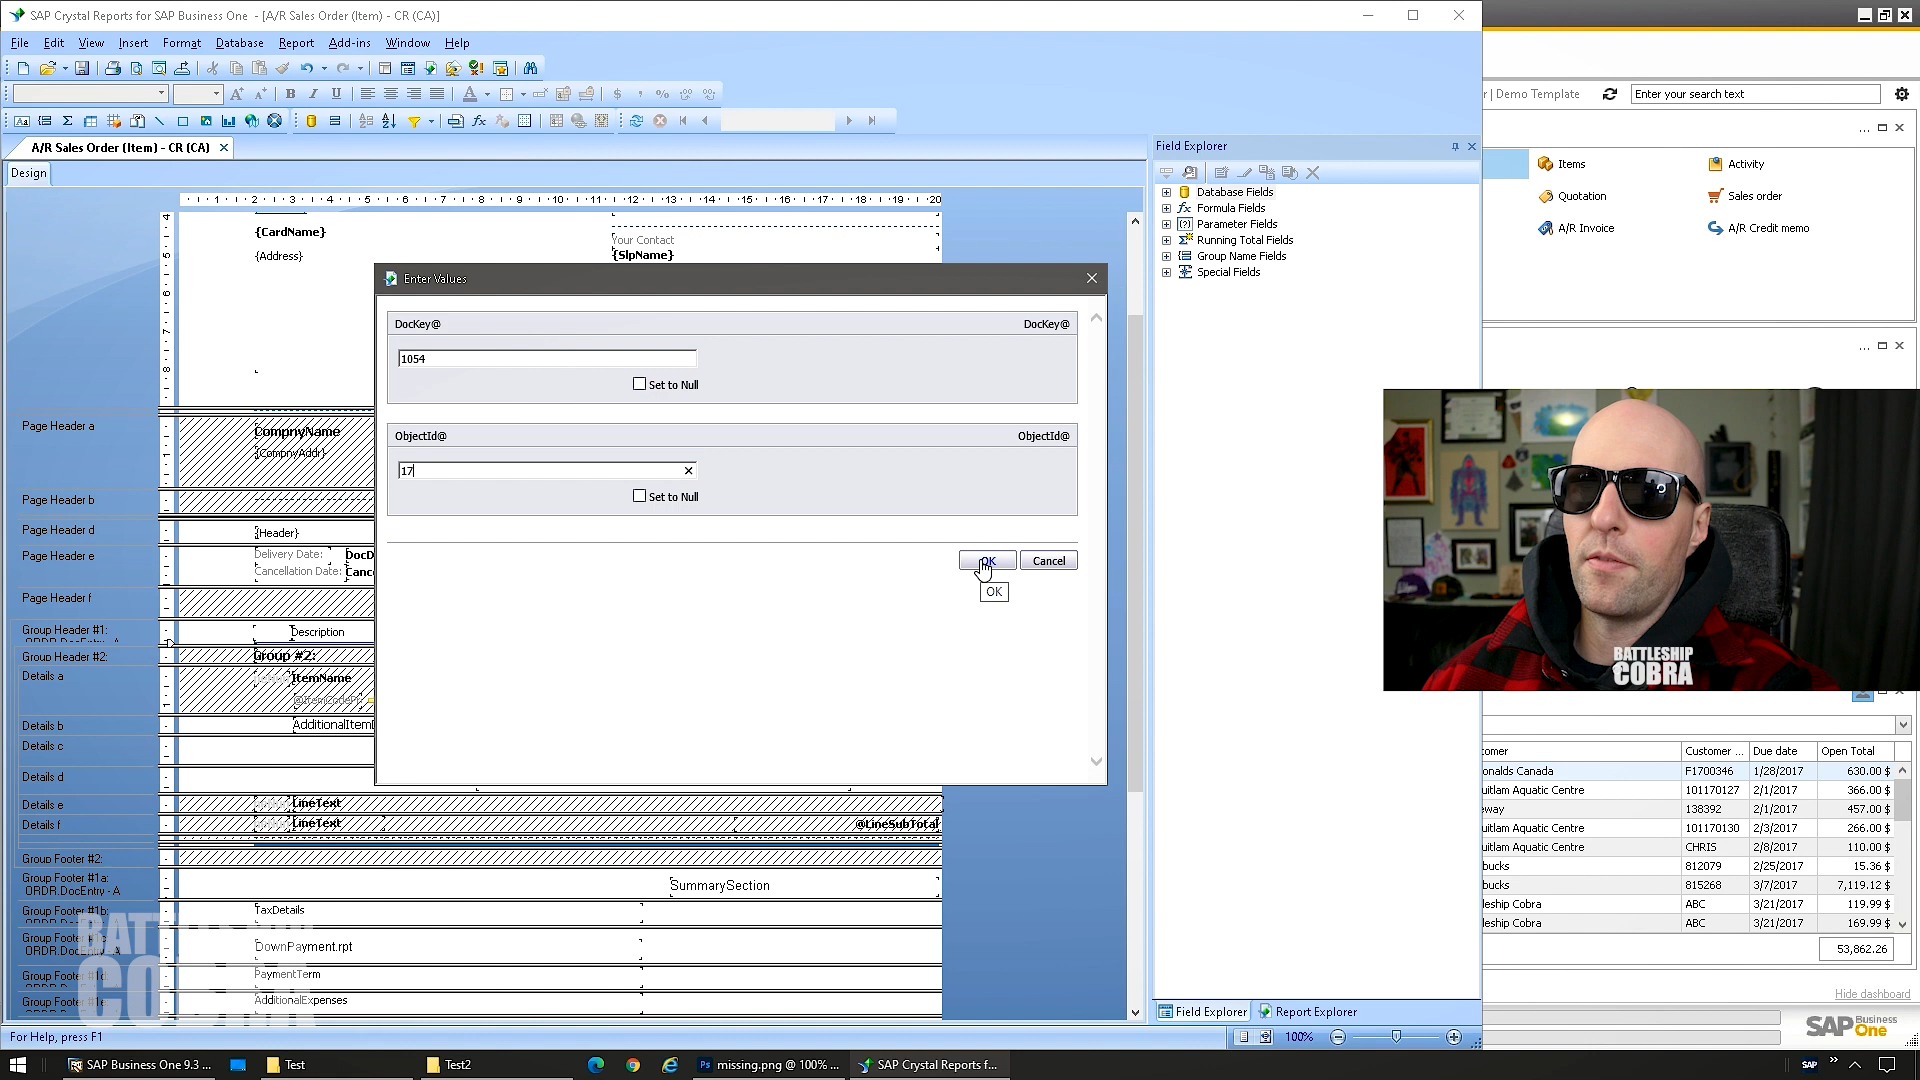 SAP Crystal Reports for SAP Business One - [A/R Sales Order (Item) - CR (CA)]
File Edit View Insert Format Database Report Add-ins Window Help
r | Demo Template
Enter your search text
A/R Sales Order (Item) - CR (CA)
Design
Field Explorer
Database Fields
Formula Fields
Parameter Fields
Running Total Fields
Group Name Fields
Special Fields
Items
Activity
Quotation
Sales order
A/R Invoice
A/R Credit memo
{CardName}
{Address}
Your Contact
{SlpName}
Enter Values
DocKey@ DocKey@
1054
Set to Null
ObjectId@ ObjectId@
17
Set to Null
OK Cancel
OK
Page Header a
CompnyName
{CompnyAddr}
Page Header b
Page Header d
{Header}
Page Header e
Delivery Date: DocD
Cancellation Date: Canc
Page Header f
Group Header #1:
Description
Group Header #2:
Group #2:
Details a
ItemName
Details b
AdditionalItemD
Details c
Details d
Details e
LineText
Details f
LineText @LineSubTotal
Group Footer #2:
Group Footer #1a:
ORDR.DocEntry - A
SummarySection
Group Footer #1b:
TaxDetails
DownPayment.rpt
PaymentTerm
AdditionalExpenses
BATTLESHIP
COBRA
BATTLESHIP
COBRA
omer Customer ... Due date Open Total
onalds Canada F1700346 1/28/2017 630.00 $
uitlam Aquatic Centre 101170127 2/1/2017 366.00 $
eway 138392 2/1/2017 457.00 $
uitlam Aquatic Centre 101170130 2/3/2017 266.00 $
uitlam Aquatic Centre CHRIS 2/8/2017 110.00 $
bucks 812079 2/25/2017 15.36 $
bucks 815268 3/7/2017 7,119.12 $
leship Cobra ABC 3/21/2017 119.99 $
leship Cobra ABC 3/21/2017 169.99 $
53,862.26
Hide dashboard
SAP Business One
Field Explorer Report Explorer
For Help, press F1
100%
SAP Business One 9.3 ...
Test
Test2
missing.png @ 100% ...
SAP Crystal Reports f...